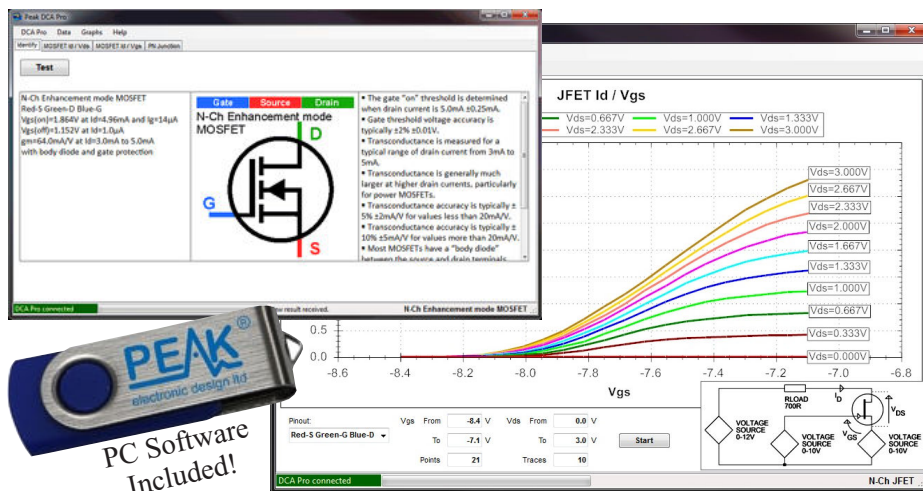 Peak DCA Pro
DCA Pro Data Graphs Help
Identify MOSFET Id / Vds MOSFET Id / Vgs PN Junction
Test
N-Ch Enhancement mode MOSFET
Red-S Green-D Blue-G
Vgs(on)=1.864V at Id=4.96mA and Ig=14µA
Vgs(off)=1.152V at Id=1.0µA
gm=64.0mA/V at Id=3.0mA to 5.0mA
with body diode and gate protection
Gate Source Drain
N-Ch Enhancement mode
MOSFET
D
G
S
• The gate "on" threshold is determined
when drain current is 5.0mA ±0.25mA.
• Gate threshold voltage accuracy is
typically ±2% ±0.01V.
• Transconductance is measured for a
typical range of drain current from 3mA to
5mA.
• Transconductance is generally much
larger at higher drain currents, particularly
for power MOSFETs.
• Transconductance accuracy is typically ±
5% ±2mA/V for values less than 20mA/V.
• Transconductance accuracy is typically ±
10% ±5mA/V for values more than 20mA/V.
• Most MOSFETs have a "body diode"
between the source and drain terminals
DCA Pro connected
new result received.
N-Ch Enhancement mode MOSFET
JFET Id / Vgs
Vds=0.667V Vds=1.000V Vds=1.333V
Vds=2.333V Vds=2.667V Vds=3.000V
Vds=3.000V
Vds=2.667V
Vds=2.333V
Vds=2.000V
Vds=1.667V
Vds=1.333V
Vds=1.000V
Vds=0.667V
Vds=0.333V
Vds=0.000V
0.5
0.0
-8.6 -8.4 -8.2 -8.0 -7.8 -7.6 -7.4 -7.2 -7.0 -6.8
Vgs
Pinout:
Red-S Green-G Blue-D
Vgs From -8.4 V Vds From 0.0 V
To -7.1 V To 3.0 V
Start
Points 21 Traces 10
RLOAD
700R
ID
VDS
VGS
VOLTAGE
SOURCE
0-12V
VOLTAGE
SOURCE
0-10V
VOLTAGE
SOURCE
0-10V
DCA Pro connected
N-Ch JFET
PEAK®
electronic design ltd
PC Software
Included!